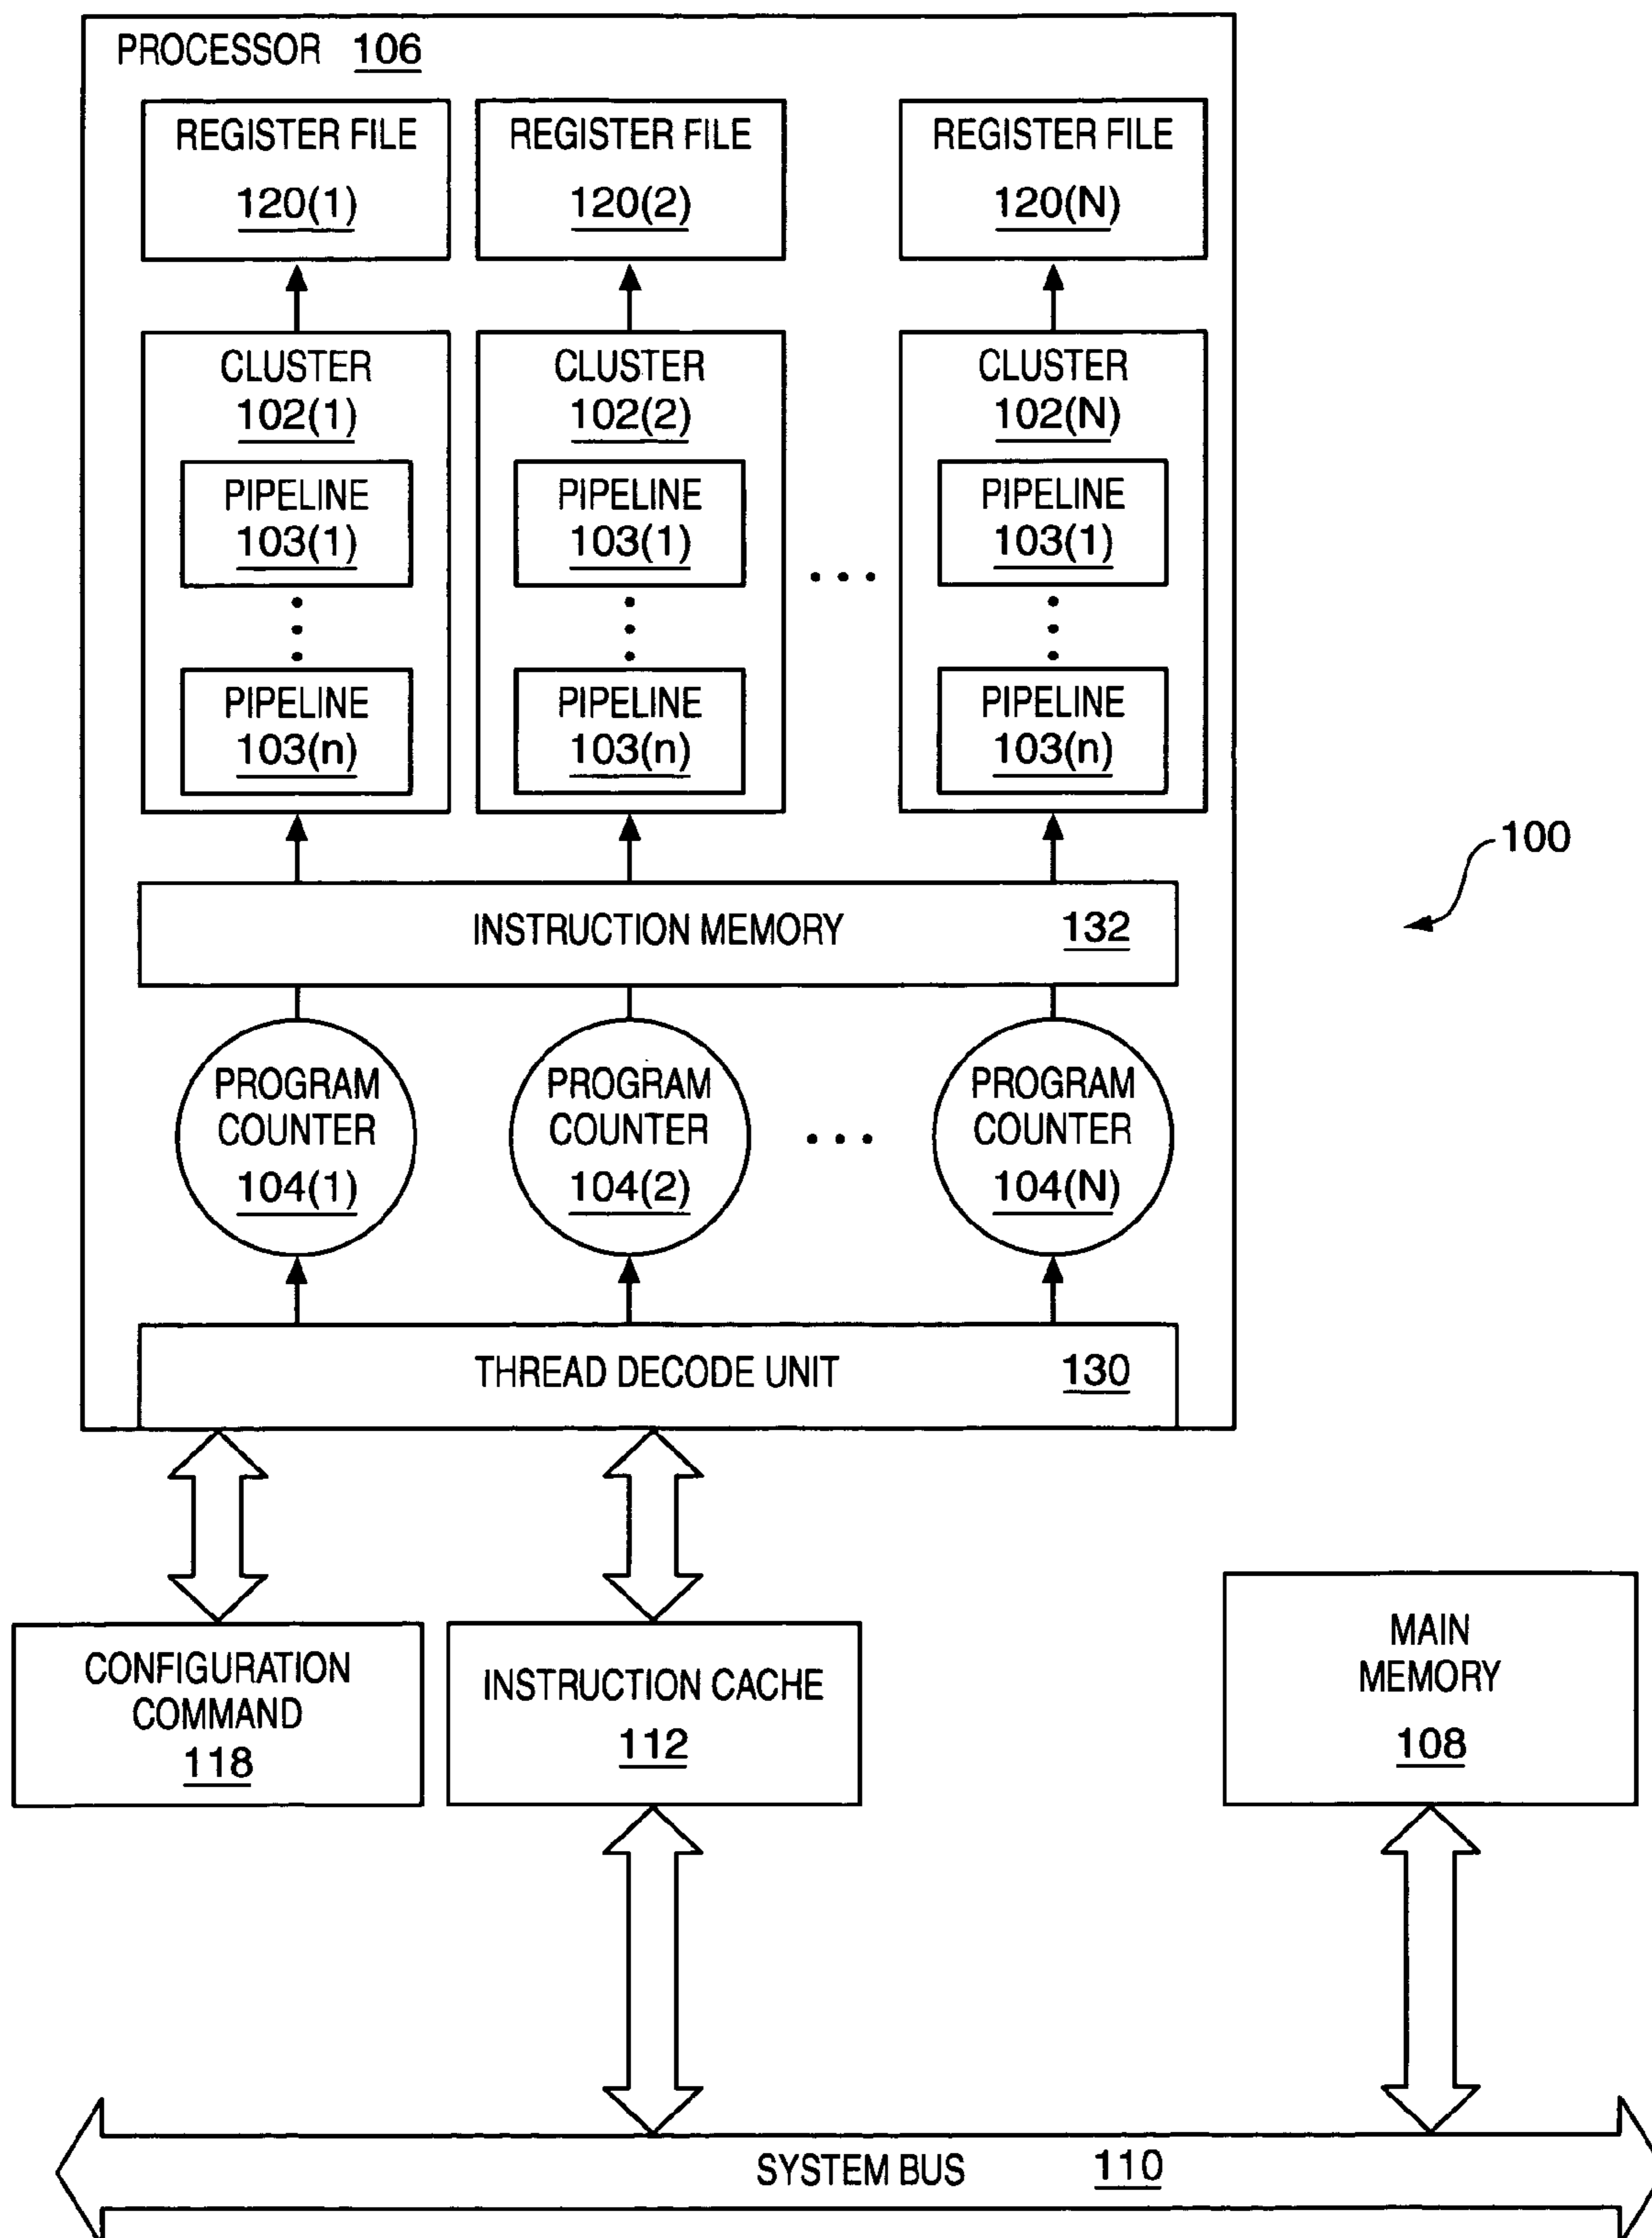 PROCESSOR 106
REGISTER FILE
120(1)
REGISTER FILE
120(2)
REGISTER FILE
120(N)
CLUSTER
102(1)
PIPELINE
103(1)
PIPELINE
103(n)
CLUSTER
102(2)
PIPELINE
103(1)
PIPELINE
103(n)
CLUSTER
102(N)
PIPELINE
103(1)
PIPELINE
103(n)
100
INSTRUCTION MEMORY 132
PROGRAM
COUNTER
104(1)
PROGRAM
COUNTER
104(2)
PROGRAM
COUNTER
104(N)
THREAD DECODE UNIT 130
CONFIGURATION
COMMAND
118
INSTRUCTION CACHE
112
MAIN
MEMORY
108
SYSTEM BUS 110